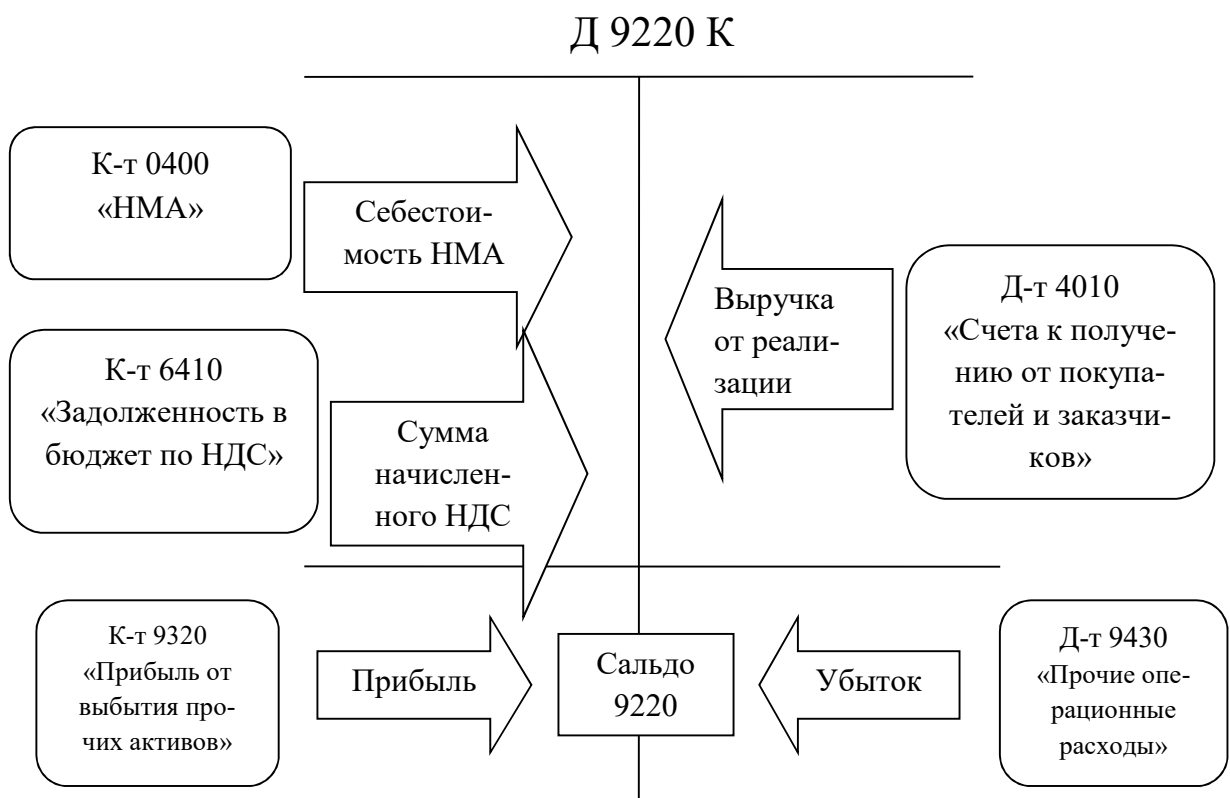 Д 9220 К
К-т 0400
«НМА»
Себестои-
мость НМА
Выручка
от реали-
зации
Д-т 4010
«Счета к получе-
нию от покупа-
телей и заказчи-
ков»
К-т 6410
«Задолженность в
бюджет по НДС»
Сумма
начислен-
ного НДС
К-т 9320
«Прибыль от
выбытия про-
чих активов»
Прибыль
Сальдо
9220
Убыток
Д-т 9430
«Прочие опе-
рационные
расходы»